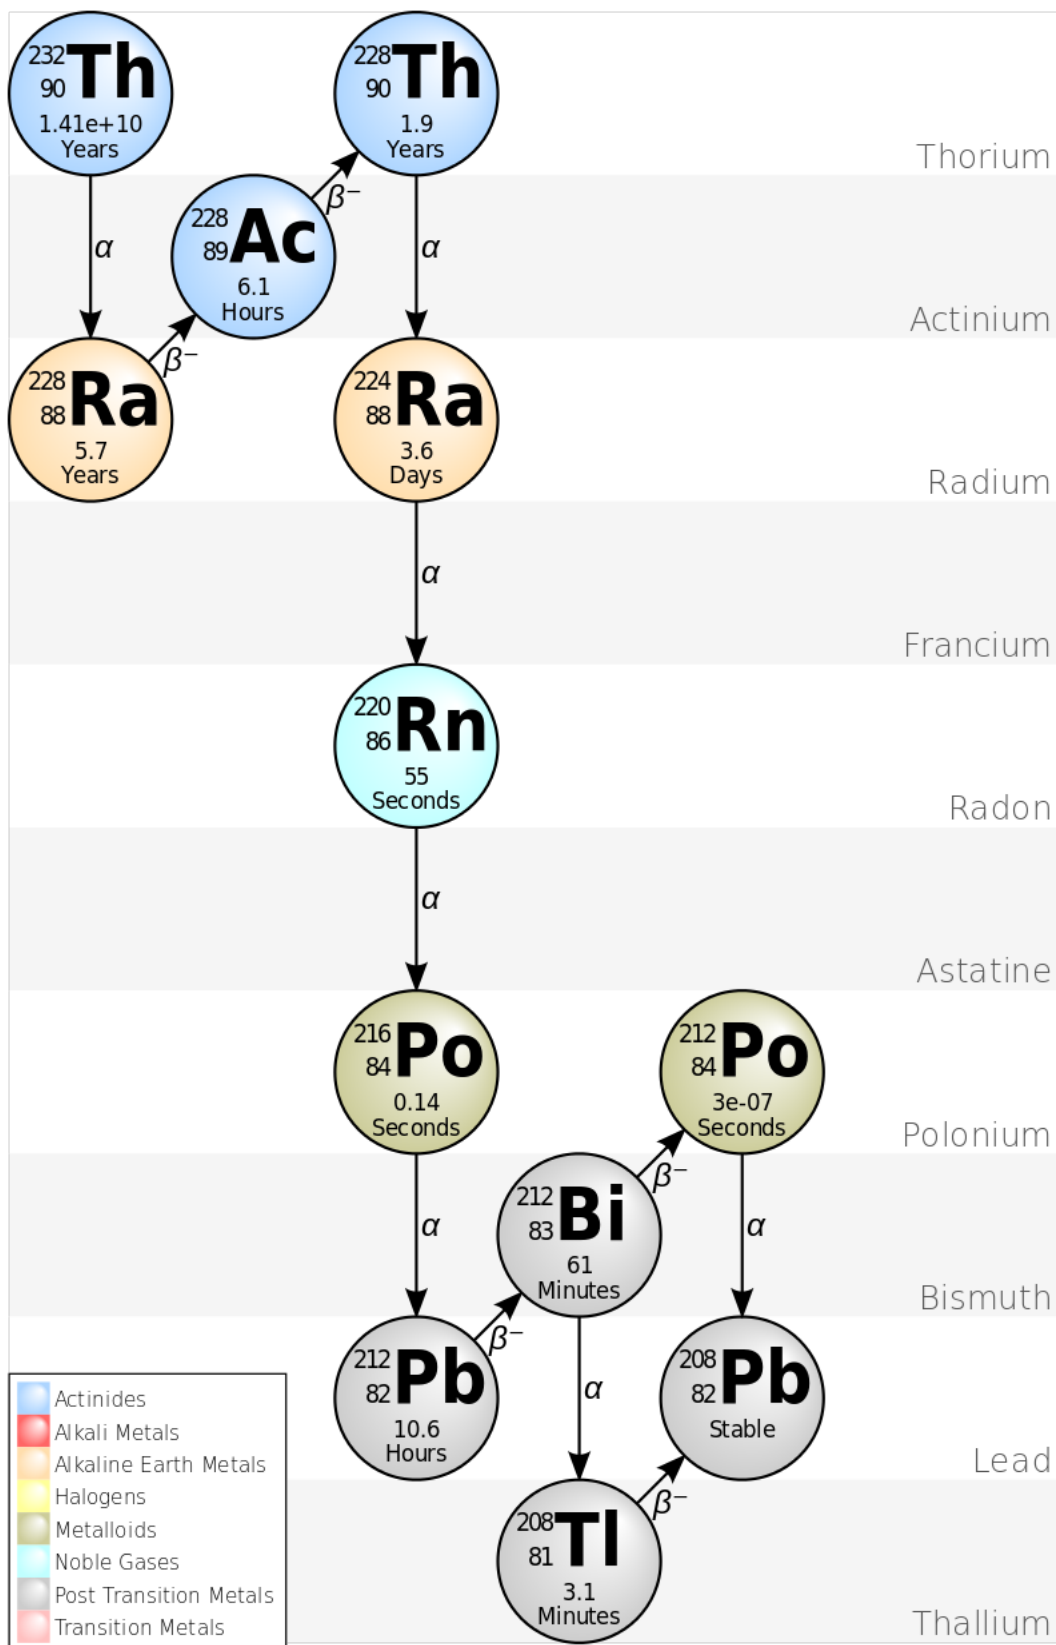 232
90
Th
1.41e+10
Years
228
90
Th
1.9
Years
Thorium
α
β⁻
228
89
Ac
6.1
Hours
α
Actinium
β⁻
228
88
Ra
5.7
Years
224
88
Ra
3.6
Days
Radium
α
Francium
220
86
Rn
55
Seconds
Radon
α
Astatine
216
84
Po
0.14
Seconds
212
84
Po
3e-07
Seconds
Polonium
α
β⁻
212
83
Bi
61
Minutes
α
Bismuth
β⁻
212
82
Pb
10.6
Hours
α
208
82
Pb
Stable
Lead
β⁻
208
81
Tl
3.1
Minutes
Thallium
Actinides
Alkali Metals
Alkaline Earth Metals
Halogens
Metalloids
Noble Gases
Post Transition Metals
Transition Metals